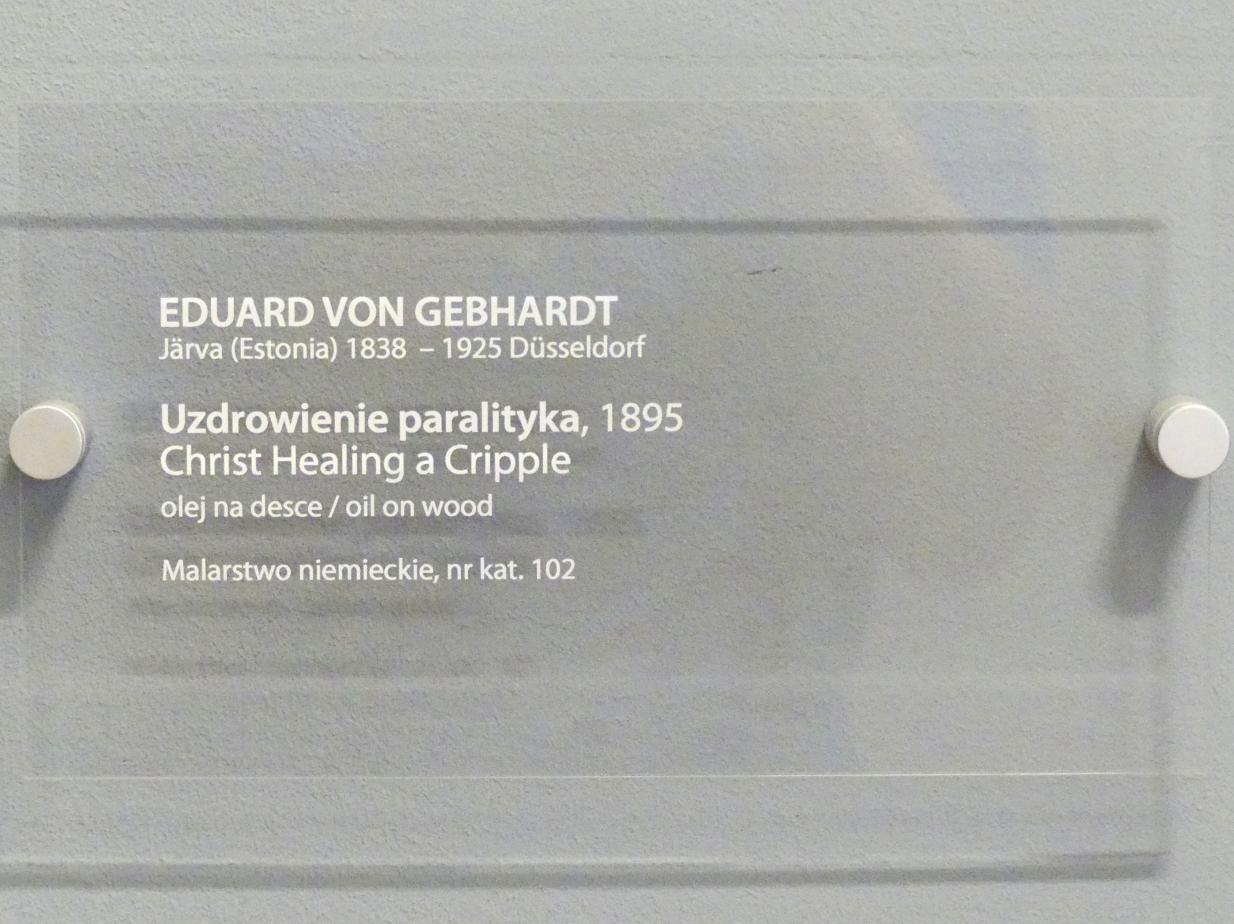 EDUARD VON GEBHARDT
Järva (Estonia) 1838 – 1925 Düsseldorf
Uzdrowienie paralityka, 1895
Christ Healing a Cripple
olej na desce / oil on wood
Malarstwo niemieckie, nr kat. 102